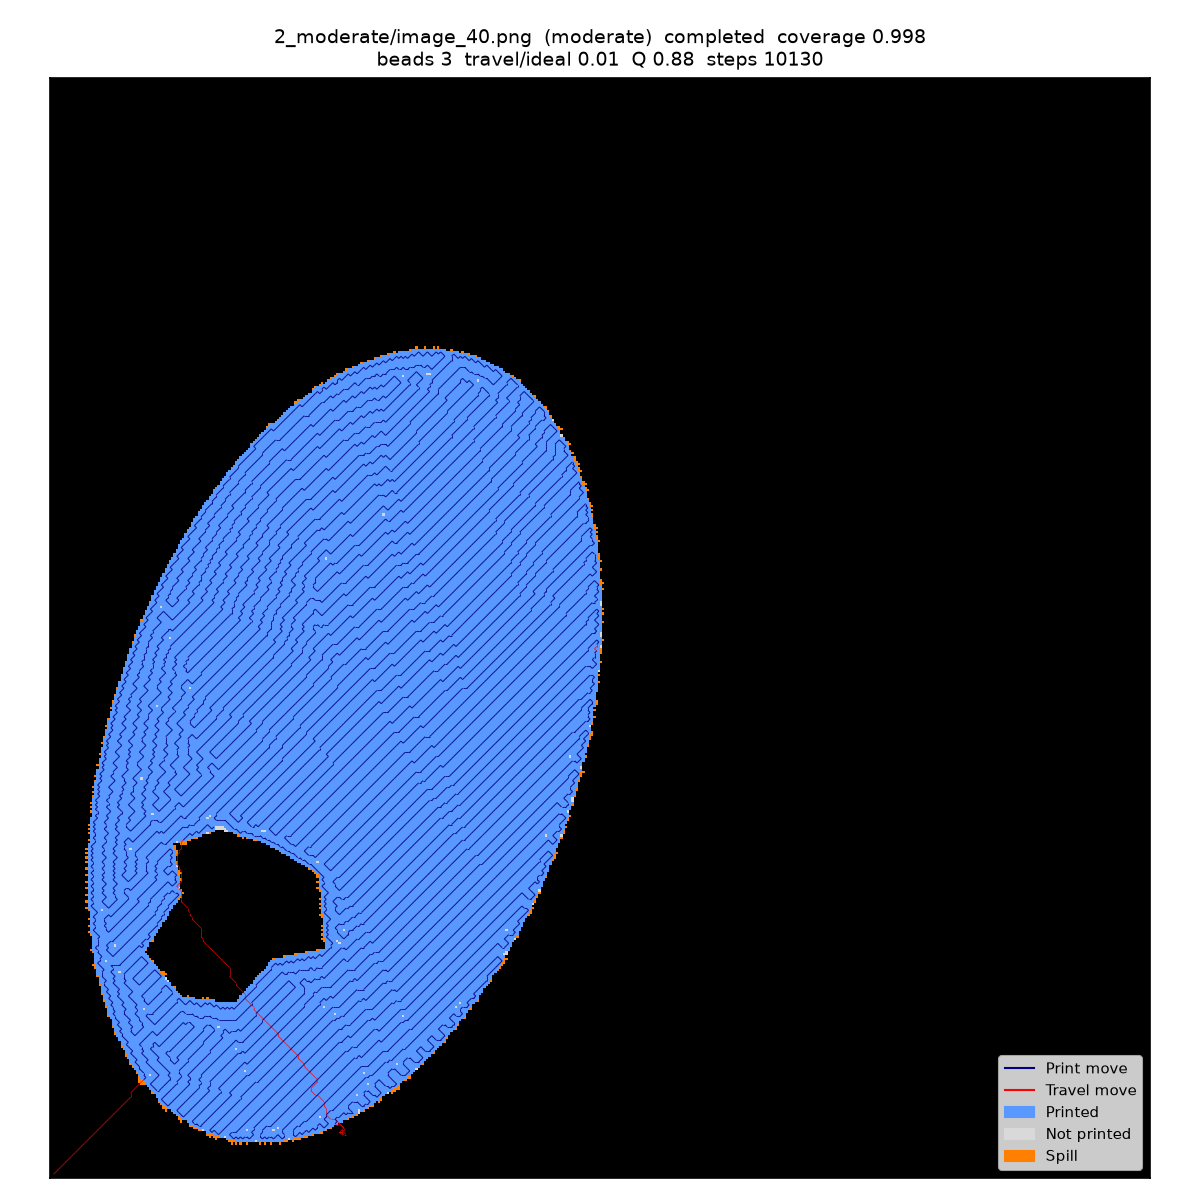 2_moderate/image_40.png  (moderate)  completed  coverage 0.998
beads 3  travel/ideal 0.01  Q 0.88  steps 10130
Print move
Travel move
Printed
Not printed
Spill